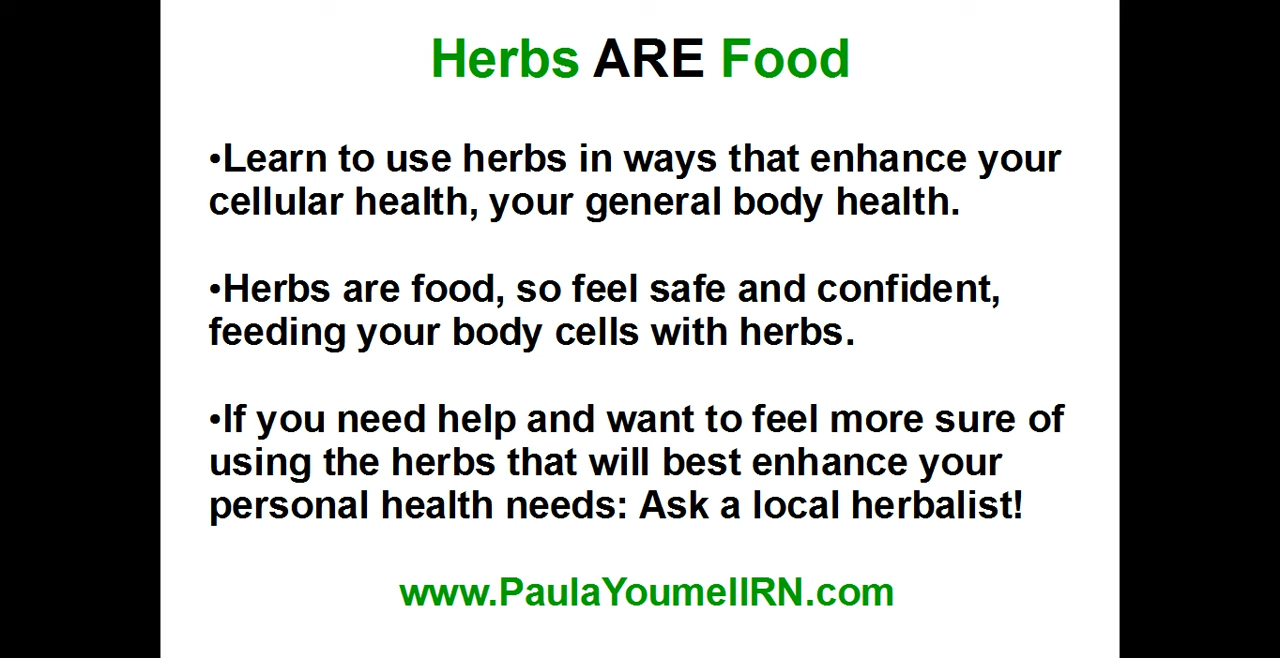 Herbs ARE Food
•Learn to use herbs in ways that enhance your
cellular health, your general body health.
•Herbs are food, so feel safe and confident,
feeding your body cells with herbs.
•If you need help and want to feel more sure of
using the herbs that will best enhance your
personal health needs: Ask a local herbalist!
www.PaulaYoumellRN.com